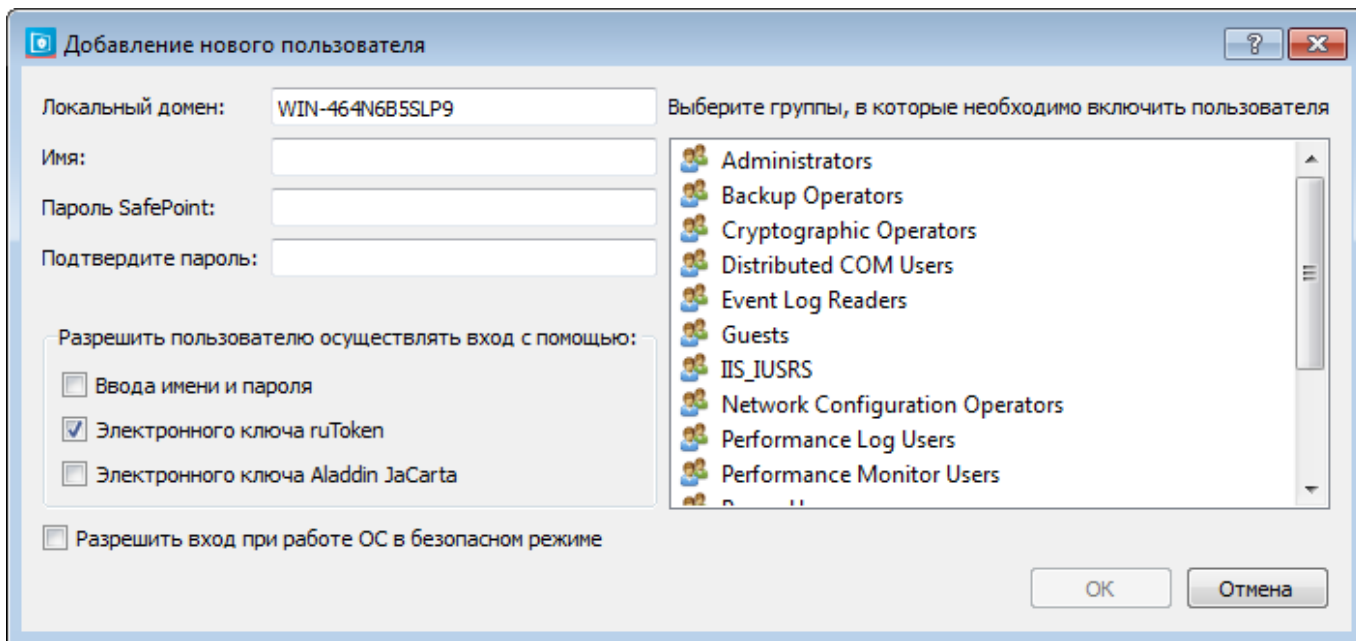 Добавление нового пользователя
Локальный домен:
WIN-464N6B5SLP9
Имя:
Пароль SafePoint:
Подтвердите пароль:
Разрешить пользователю осуществлять вход с помощью:
Ввода имени и пароля
Электронного ключа ruToken
Электронного ключа Aladdin JaCarta
Разрешить вход при работе ОС в безопасном режиме
Выберите группы, в которые необходимо включить пользователя
Administrators
Backup Operators
Cryptographic Operators
Distributed COM Users
Event Log Readers
Guests
IIS_IUSRS
Network Configuration Operators
Performance Log Users
Performance Monitor Users
OK
Отмена